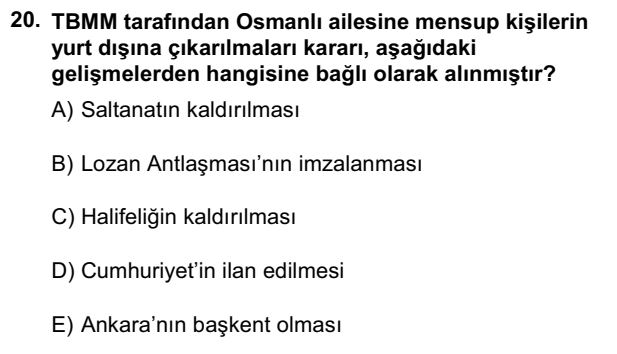 20. TBMM tarafından Osmanlı ailesine mensup kişilerin
yurt dışına çıkarılmaları kararı, aşağıdaki
gelişmelerden hangisine bağlı olarak alınmıştır?
A) Saltanatın kaldırılması
B) Lozan Antlaşması’nın imzalanması
C) Halifeliğin kaldırılması
D) Cumhuriyet’in ilan edilmesi
E) Ankara’nın başkent olması